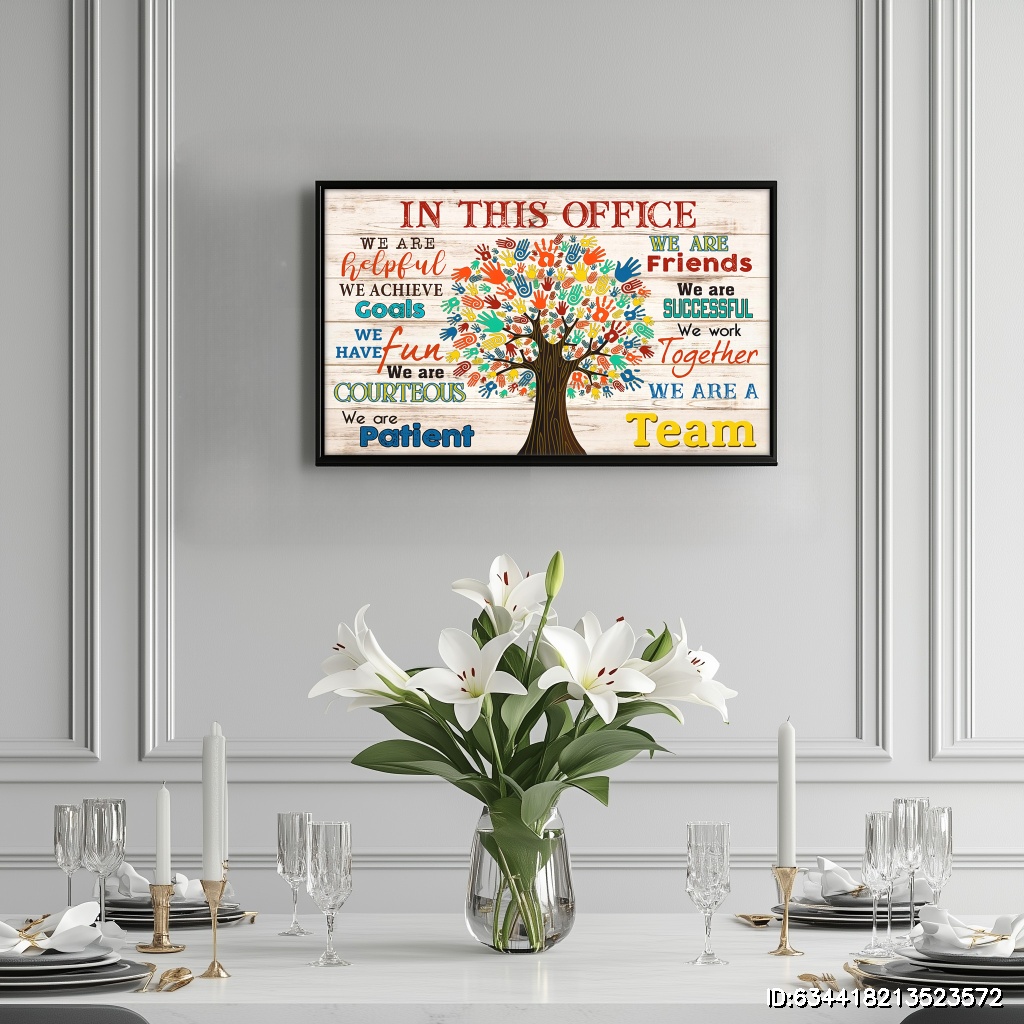 IN THIS OFFICE
WE ARE
helpful
WE ACHIEVE
Goals
WE
HAVE fun
We are
COURTEOUS
We are
Patient
WE ARE
Friends
We are
SUCCESSFUL
We work
Together
WE ARE A
Team
ID:634418213523572